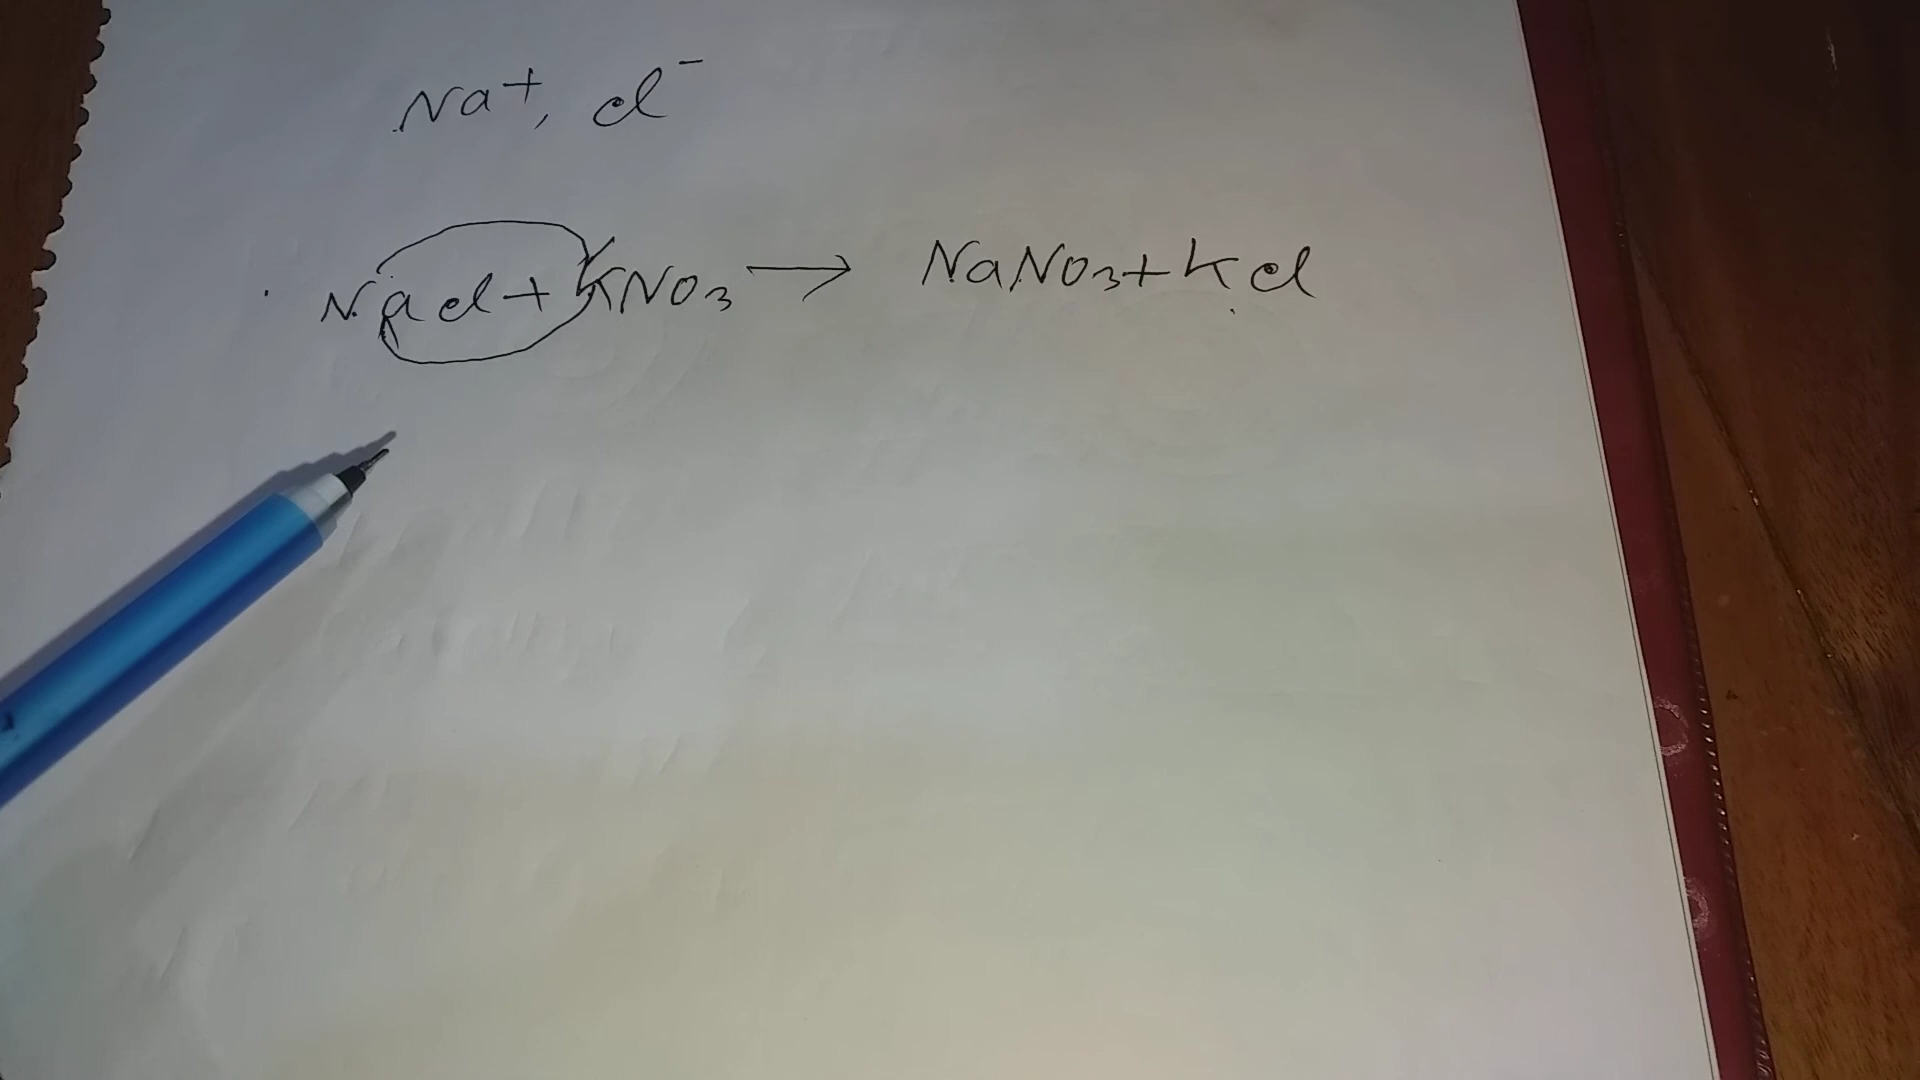 Na+, Cl-
NaCl + KNO3 → NaNO3 + KCl